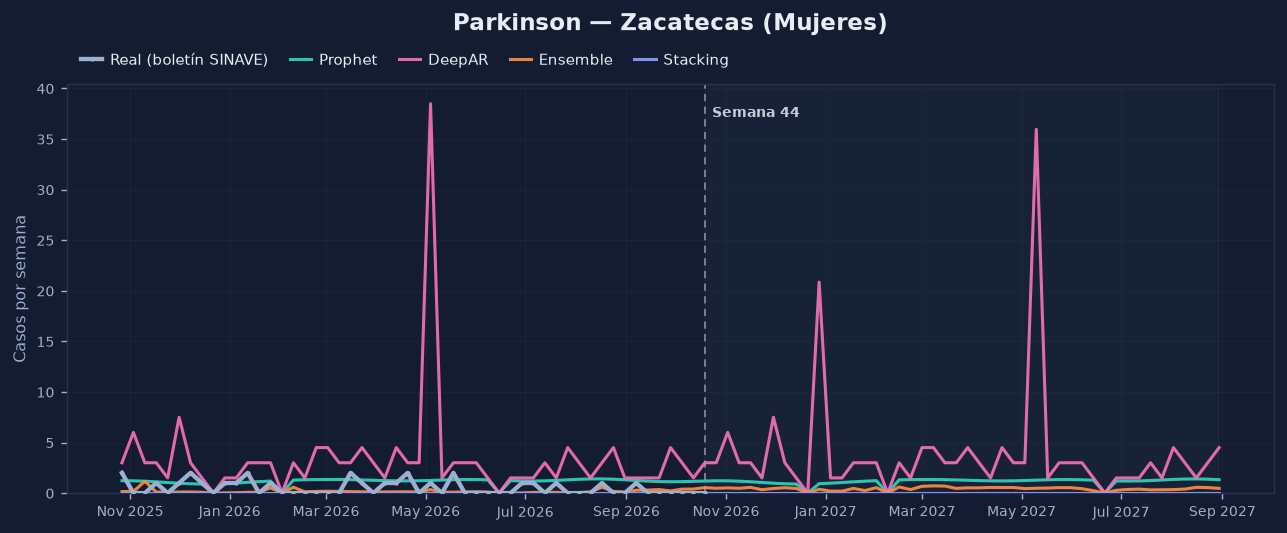 Parkinson — Zacatecas (Mujeres)
Real (boletín SINAVE) Prophet DeepAR Ensemble Stacking
Semana 44
Casos por semana
40
35
30
25
20
15
10
5
0
Nov 2025 Jan 2026 Mar 2026 May 2026 Jul 2026 Sep 2026 Nov 2026 Jan 2027 Mar 2027 May 2027 Jul 2027 Sep 2027